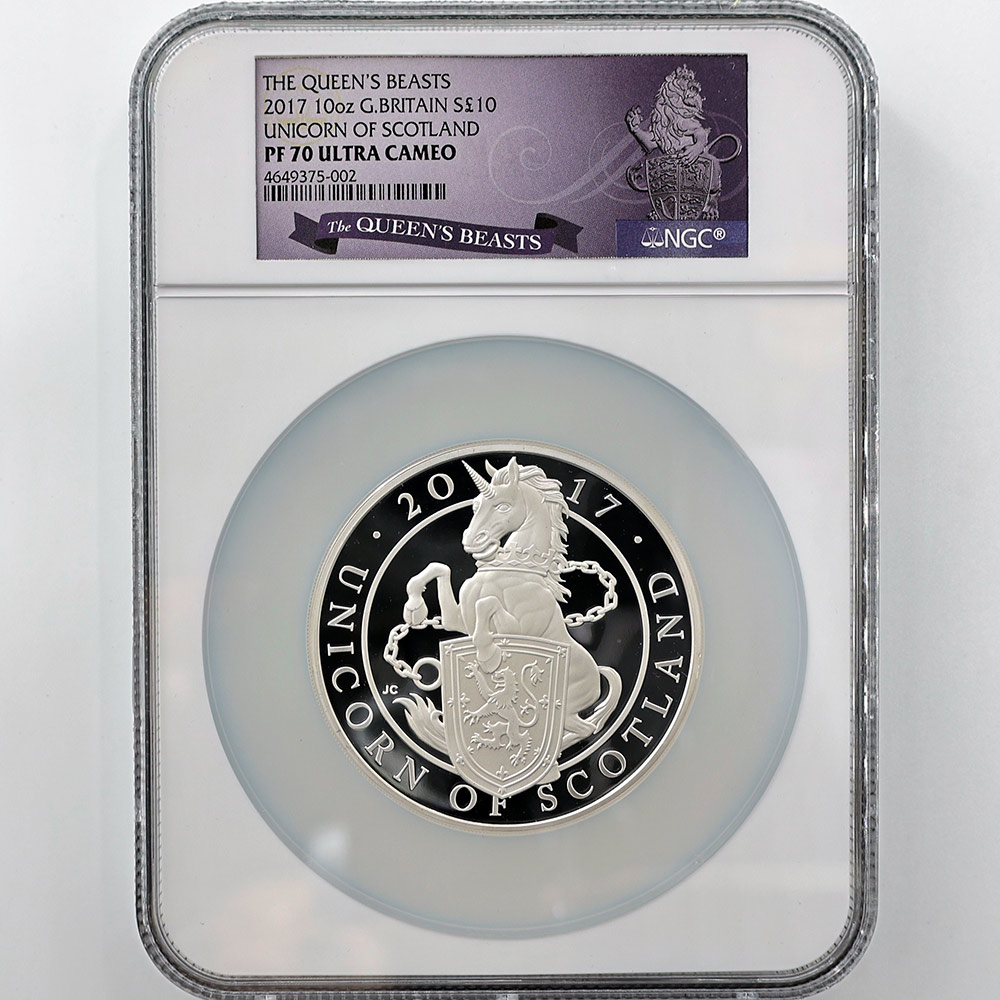 THE QUEEN'S BEASTS
2017 10oz G.BRITAIN S£10
UNICORN OF SCOTLAND
PF 70 ULTRA CAMEO
4649375-002
The QUEEN'S BEASTS
NGC®
2017
· UNICORN OF SCOTLAND ·
JC